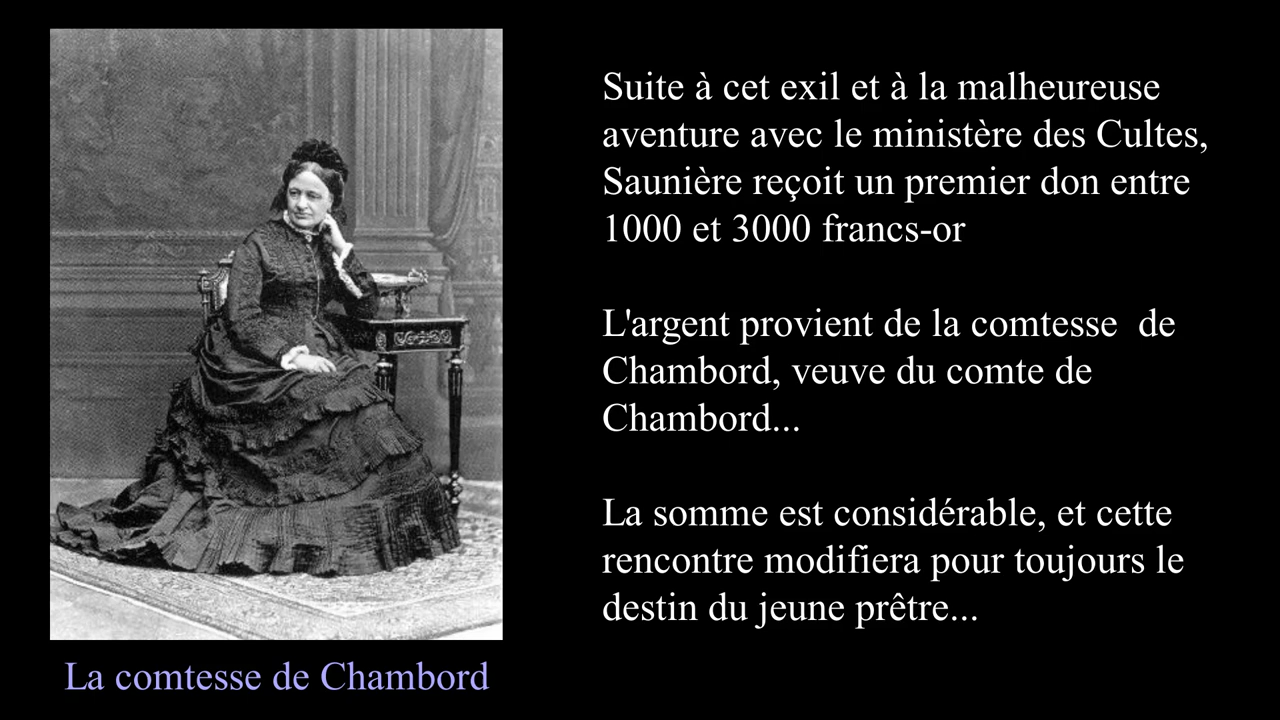 Suite à cet exil et à la malheureuse
aventure avec le ministère des Cultes,
Saunière reçoit un premier don entre
1000 et 3000 francs-or
L'argent provient de la comtesse  de
Chambord, veuve du comte de
Chambord...
La somme est considérable, et cette
rencontre modifiera pour toujours le
destin du jeune prêtre...
La comtesse de Chambord